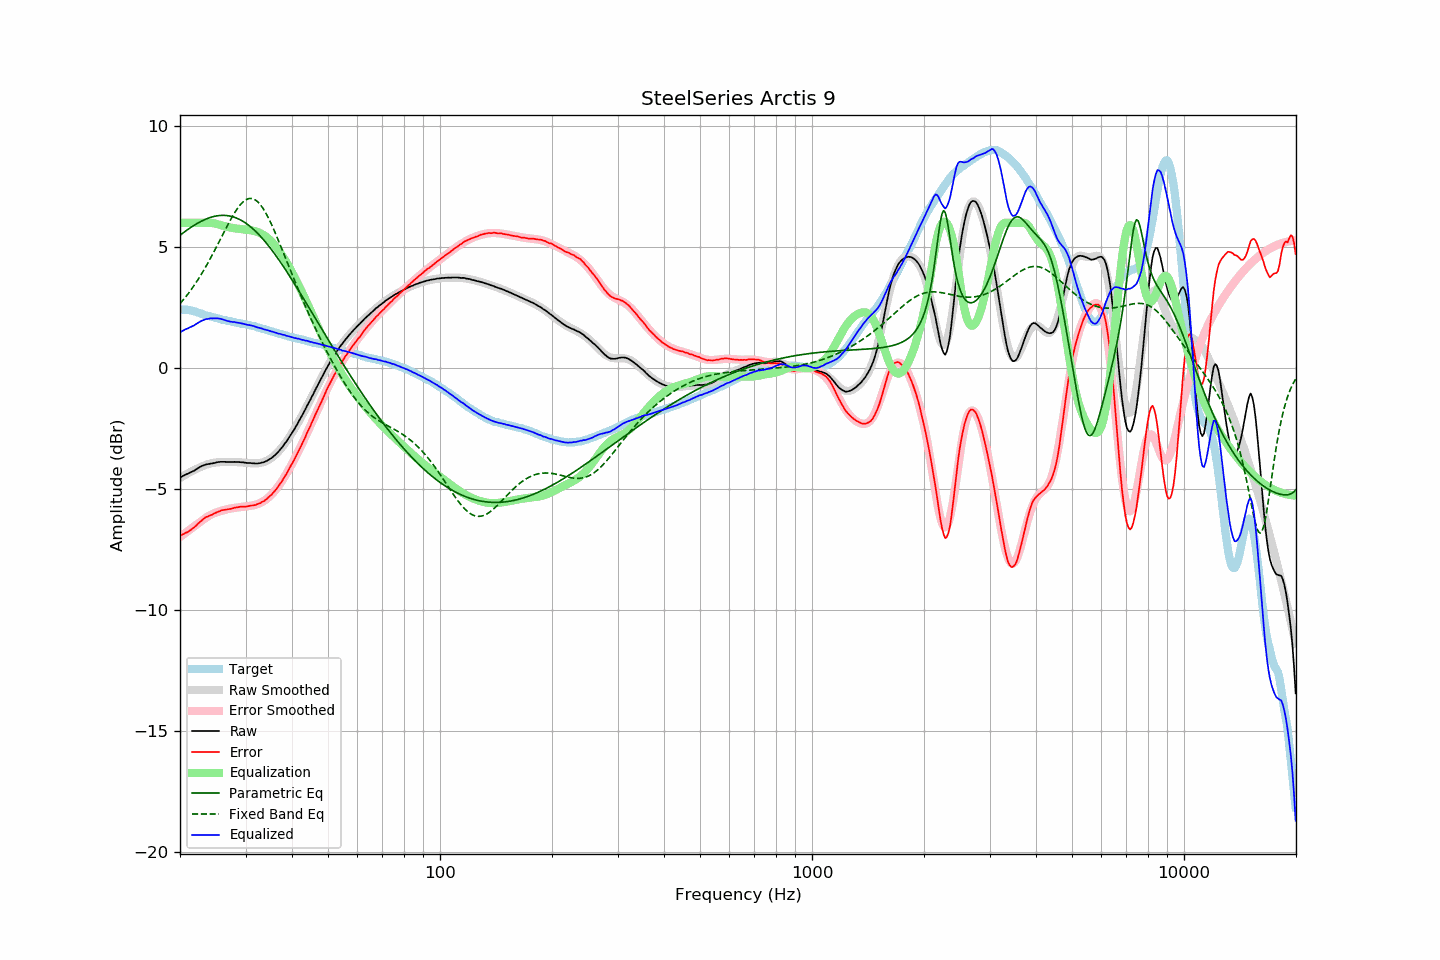 SteelSeries Arctis 9
10
5
0
−5
−10
−15
−20
Amplitude (dBr)
Target
Raw Smoothed
Error Smoothed
Raw
Error
Equalization
Parametric Eq
Fixed Band Eq
Equalized
100
1000
10000
Frequency (Hz)